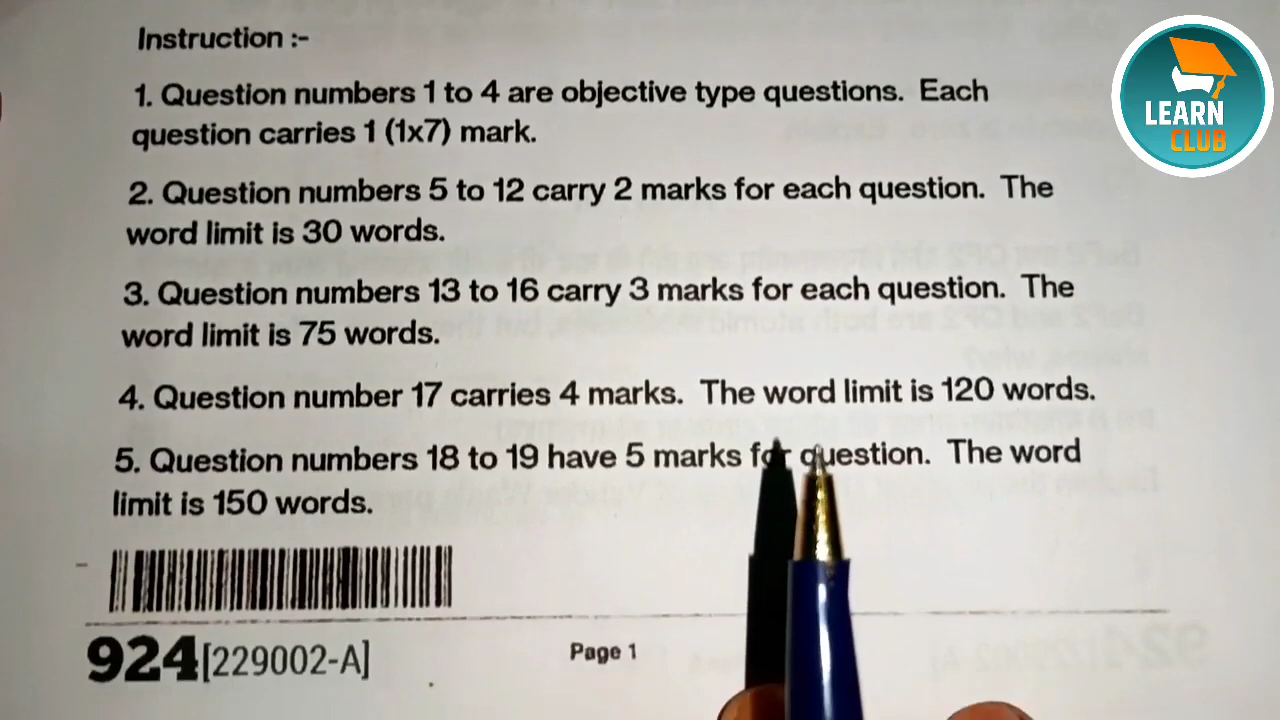 Instruction :-
1. Question numbers 1 to 4 are objective type questions. Each
question carries 1 (1x7) mark.
2. Question numbers 5 to 12 carry 2 marks for each question. The
word limit is 30 words.
3. Question numbers 13 to 16 carry 3 marks for each question. The
word limit is 75 words.
4. Question number 17 carries 4 marks. The word limit is 120 words.
5. Question numbers 18 to 19 have 5 marks for question. The word
limit is 150 words.
924[229002-A]
Page 1
LEARN
CLUB